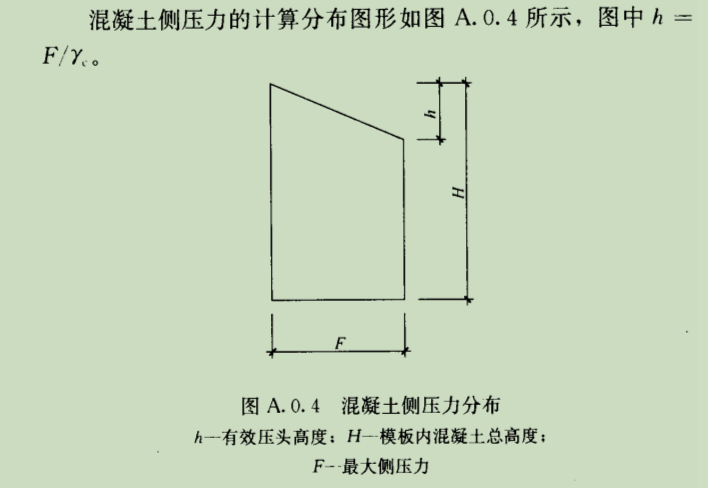 混凝土侧压力的计算分布图形如图 A.0.4 所示，图中 h =
F/γc。
h
H
F
图 A.0.4 混凝土侧压力分布
h—有效压头高度；H—模板内混凝土总高度；
F—最大侧压力